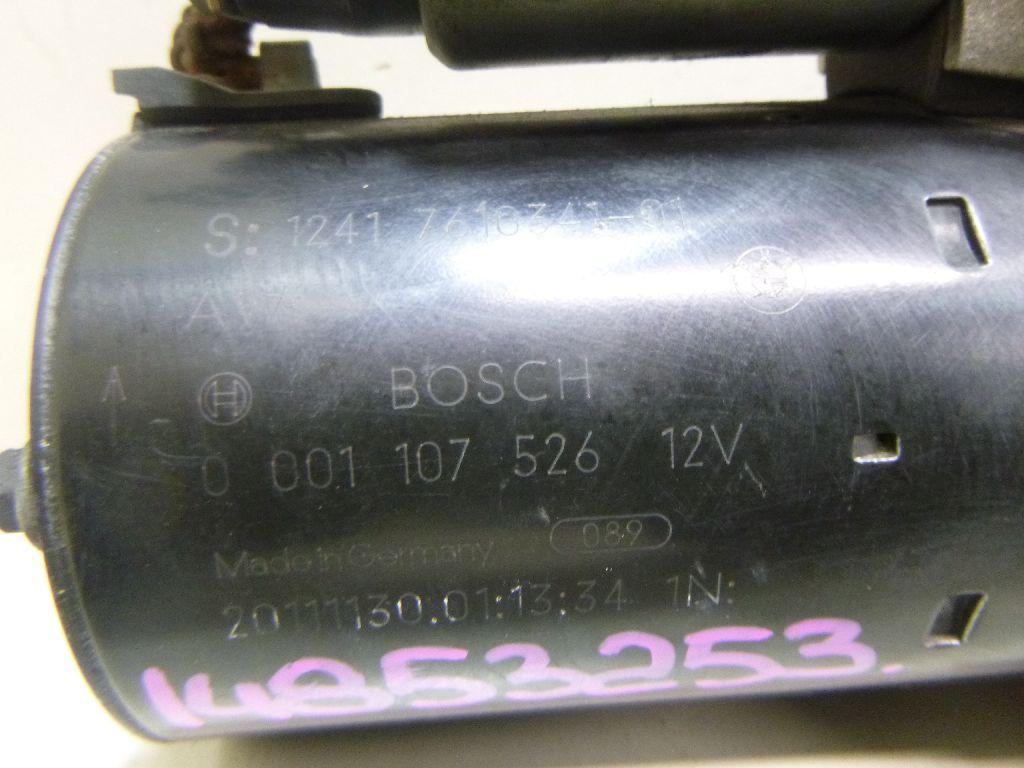 S: 1241 7610341-01
BOSCH
0 001 107 526 12V
Made in Germany 089
20111130:01:13:34 1N:
14853253.